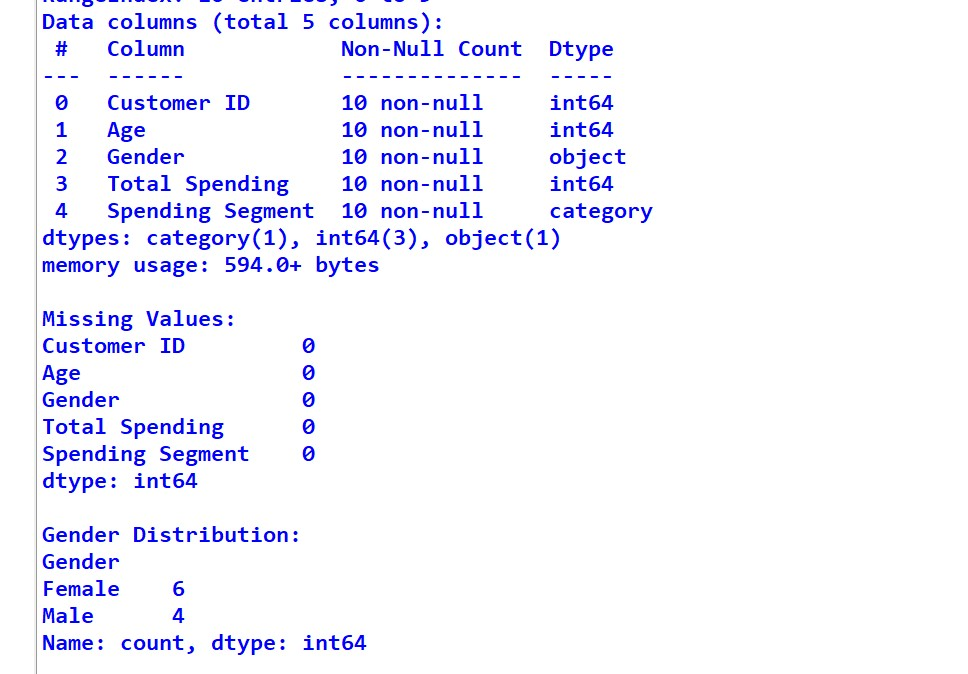 Data columns (total 5 columns):
 #   Column            Non-Null Count  Dtype
---  ------            --------------  -----
 0   Customer ID       10 non-null     int64
 1   Age               10 non-null     int64
 2   Gender            10 non-null     object
 3   Total Spending    10 non-null     int64
 4   Spending Segment  10 non-null     category
dtypes: category(1), int64(3), object(1)
memory usage: 594.0+ bytes

Missing Values:
Customer ID         0
Age                 0
Gender              0
Total Spending      0
Spending Segment    0
dtype: int64

Gender Distribution:
Gender
Female    6
Male      4
Name: count, dtype: int64